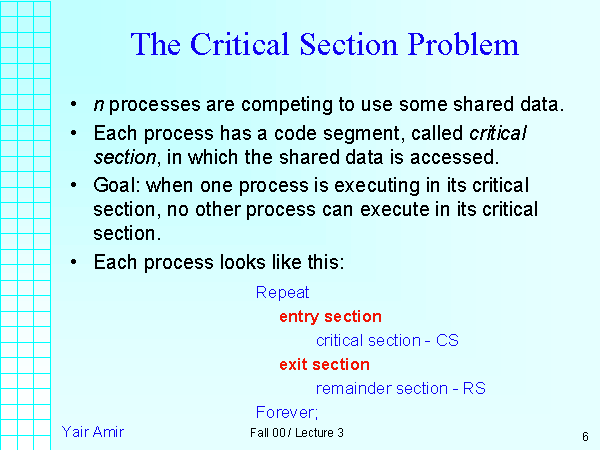 The Critical Section Problem
• n processes are competing to use some shared data.
• Each process has a code segment, called critical
section, in which the shared data is accessed.
• Goal: when one process is executing in its critical
section, no other process can execute in its critical
section.
• Each process looks like this:
Repeat
entry section
critical section - CS
exit section
remainder section - RS
Forever;
Yair Amir
Fall 00 / Lecture 3
6